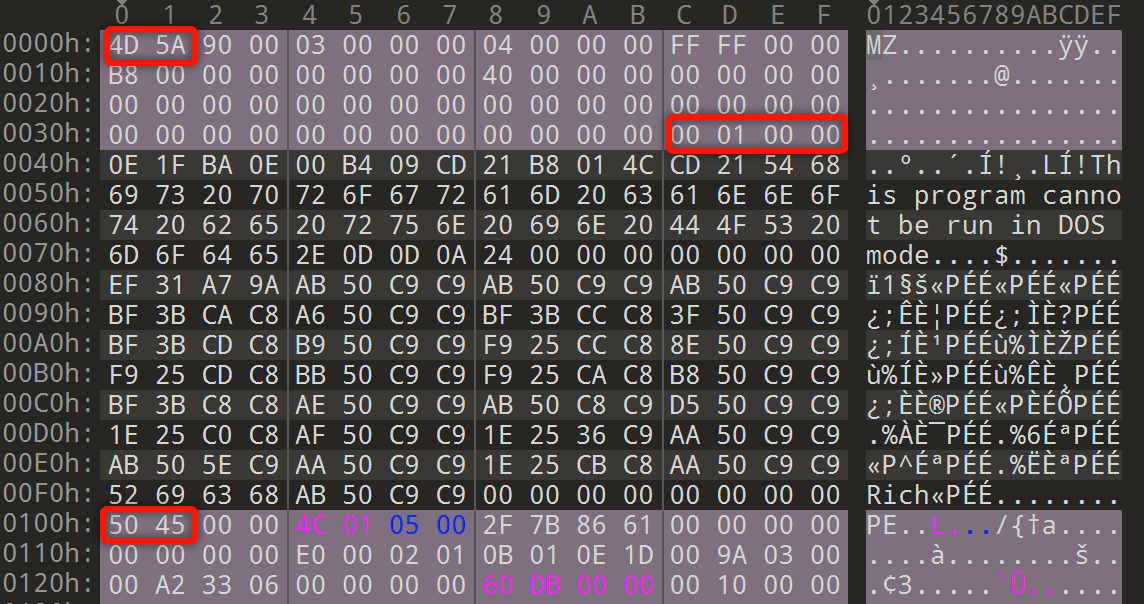 0 1 2 3 4 5 6 7 8 9 A B C D E F 0123456789ABCDEF
0000h: 4D 5A 90 00 03 00 00 00 04 00 00 00 FF FF 00 00 MZ..........ÿÿ..
0010h: B8 00 00 00 00 00 00 00 40 00 00 00 00 00 00 00 ¸.......@.......
0020h: 00 00 00 00 00 00 00 00 00 00 00 00 00 00 00 00 ................
0030h: 00 00 00 00 00 00 00 00 00 00 00 00 00 01 00 00 ................
0040h: 0E 1F BA 0E 00 B4 09 CD 21 B8 01 4C CD 21 54 68 ..º..´.Í!¸.LÍ!Th
0050h: 69 73 20 70 72 6F 67 72 61 6D 20 63 61 6E 6E 6F is program canno
0060h: 74 20 62 65 20 72 75 6E 20 69 6E 20 44 4F 53 20 t be run in DOS
0070h: 6D 6F 64 65 2E 0D 0D 0A 24 00 00 00 00 00 00 00 mode....$.......
0080h: EF 31 A7 9A AB 50 C9 C9 AB 50 C9 C9 AB 50 C9 C9 ï1§š«PÉÉ«PÉÉ«PÉÉ
0090h: BF 3B CA C8 A6 50 C9 C9 BF 3B CC C8 3F 50 C9 C9 ¿;ÊÈ¦PÉÉ¿;ÌÈ?PÉÉ
00A0h: BF 3B CD C8 B9 50 C9 C9 F9 25 CC C8 8E 50 C9 C9 ¿;ÍÈ¹PÉÉù%ÌÈŽPÉÉ
00B0h: F9 25 CD C8 BB 50 C9 C9 F9 25 CA C8 B8 50 C9 C9 ù%ÍÈ»PÉÉù%ÊÈ¸PÉÉ
00C0h: BF 3B C8 C8 AE 50 C9 C9 AB 50 C8 C9 D5 50 C9 C9 ¿;ÈÈ®PÉÉ«PÈÉÕPÉÉ
00D0h: 1E 25 C0 C8 AF 50 C9 C9 1E 25 36 C9 AA 50 C9 C9 .%ÀÈ¯PÉÉ.%6ÉªPÉÉ
00E0h: AB 50 5E C9 AA 50 C9 C9 1E 25 CB C8 AA 50 C9 C9 «P^ÉªPÉÉ.%ËÈªPÉÉ
00F0h: 52 69 63 68 AB 50 C9 C9 00 00 00 00 00 00 00 00 Rich«PÉÉ........
0100h: 50 45 00 00 4C 01 05 00 2F 7B 86 61 00 00 00 00 PE..L.../{†a....
0110h: 00 00 00 00 E0 00 02 01 0B 01 0E 1D 00 9A 03 00 ....à........š..
0120h: 00 A2 33 06 00 00 00 00 60 DB 00 00 00 10 00 00 .¢3.....`Û......